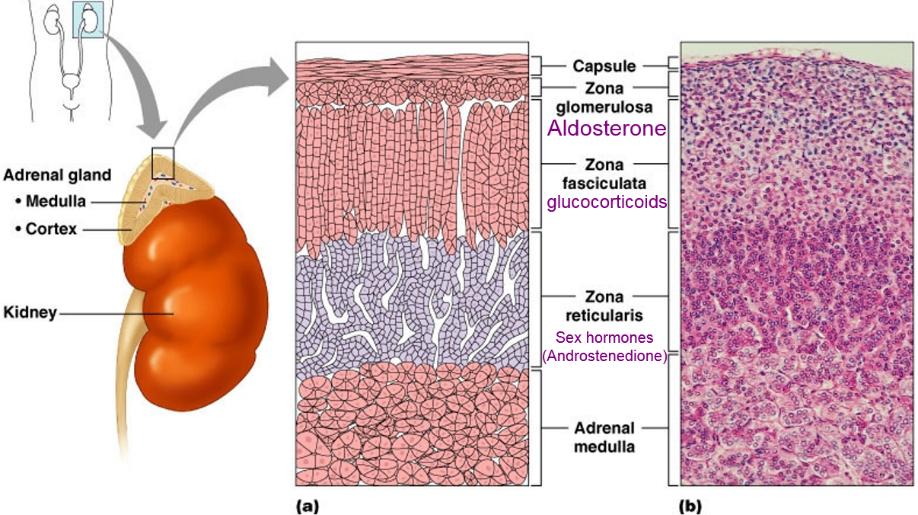 Adrenal gland
• Medulla
• Cortex
Kidney
Capsule
Zona
glomerulosa
Aldosterone
Zona
fasciculata
glucocorticoids
Zona
reticularis
Sex hormones
(Androstenedione)
Adrenal
medulla
(a)
(b)